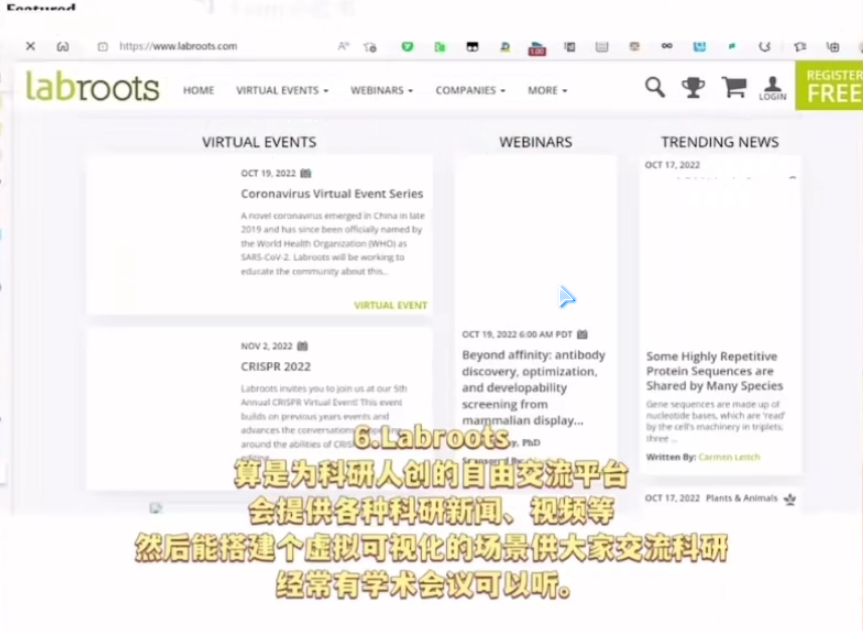 Featured
https://www.labroots.com
1.00
labroots
HOME
VIRTUAL EVENTS
WEBINARS
COMPANIES
MORE
LOGIN
REGISTER
FREE
VIRTUAL EVENTS
OCT 19, 2022
Coronavirus Virtual Event Series
A novel coronavirus emerged in China in late
2019 and has since been officially named by
the World Health Organization (WHO) as
SARS-CoV-2. Labroots will be working to
educate the community about this...
VIRTUAL EVENT
NOV 2, 2022
CRISPR 2022
Labroots invites you to join us at our 5th
Annual CRISPR Virtual Event! This event
builds on previous years events and
advances the conversations
around the abilities of
WEBINARS
OCT 19, 2022 6:00 AM PDT
Beyond affinity: antibody
discovery, optimization,
and developability
screening from
mammalian display...
PhD
TRENDING NEWS
OCT 17, 2022
Some Highly Repetitive
Protein Sequences are
Shared by Many Species
Gene sequences are made up of
nucleotide bases, which are 'read'
by the cell's machinery in triplets;
three ...
Written By: Carmen Leitch
OCT 17, 2022 Plants & Animals
6.Labroots
算是为科研人创的自由交流平台
会提供各种科研新闻、视频等
然后能搭建个虚拟可视化的场景供大家交流科研
经常有学术会议可以听。